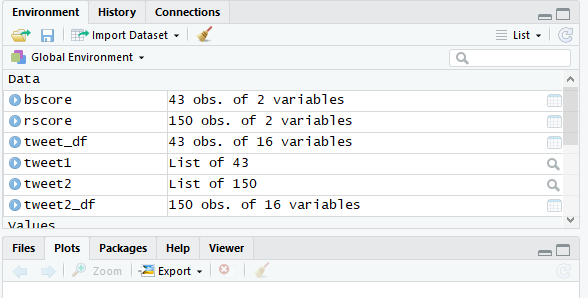 Environment History Connections
Import Dataset List
Global Environment
Data
bscore 43 obs. of 2 variables
rscore 150 obs. of 2 variables
tweet_df 43 obs. of 16 variables
tweet1 List of 43
tweet2 List of 150
tweet2_df 150 obs. of 16 variables
Values
Files Plots Packages Help Viewer
Zoom Export